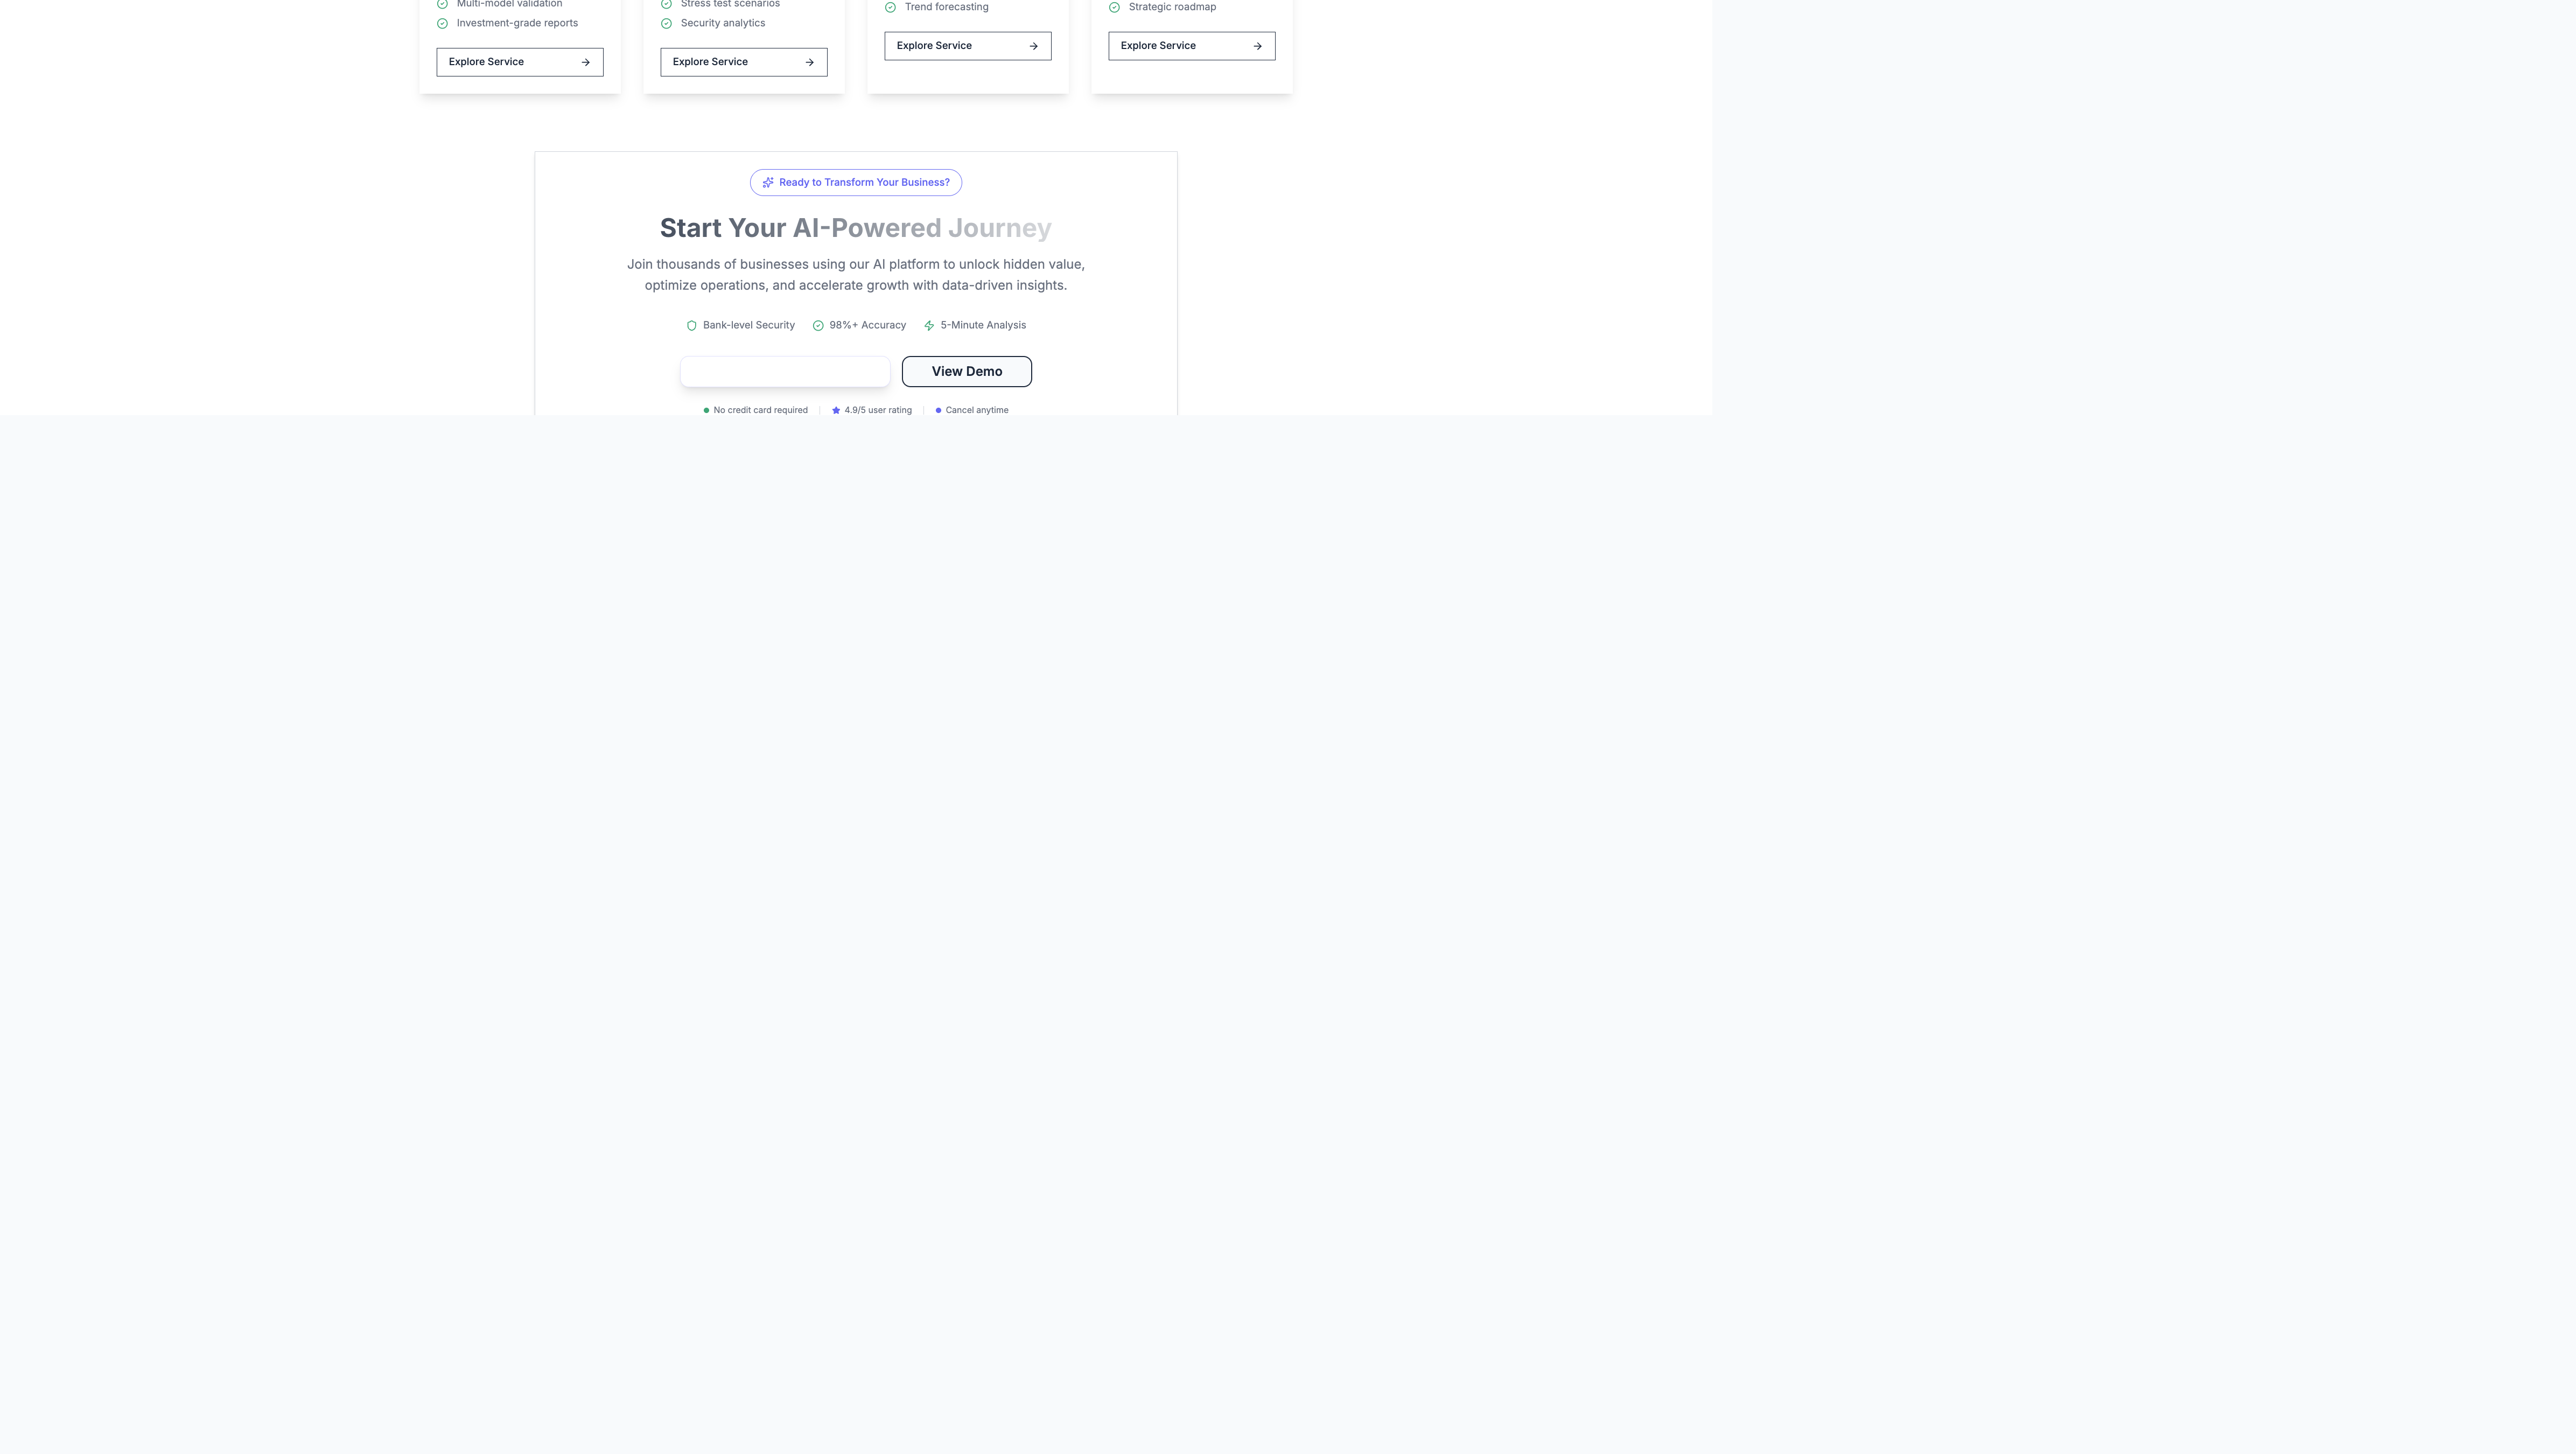 Multi-model validation
Investment-grade reports
Explore Service
Stress test scenarios
Security analytics
Explore Service
Trend forecasting
Explore Service
Strategic roadmap
Explore Service
Ready to Transform Your Business?
Start Your AI-Powered Journey
Join thousands of businesses using our AI platform to unlock hidden value,
optimize operations, and accelerate growth with data-driven insights.
Bank-level Security
98%+ Accuracy
5-Minute Analysis
View Demo
No credit card required
4.9/5 user rating
Cancel anytime